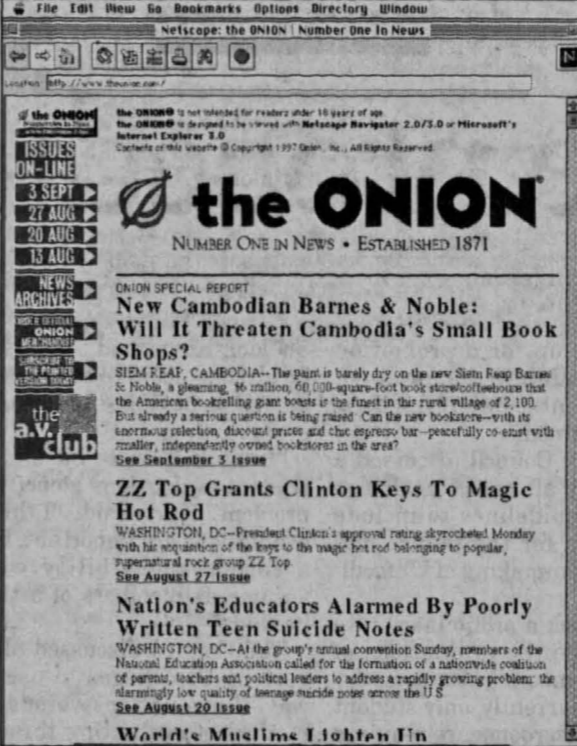 File Edit View Go Bookmarks Options Directory Window
Netscape: the ONION | Number One In News
N
Location: http://www.theonion.com/
the ONION
ISSUES
ON-LINE
3 SEPT
27 AUG
20 AUG
13 AUG
NEWS
ARCHIVES
ONION
MERCHANDISE
SUBSCRIBE TO
THE PRINTED
VERSION TODAY!
the
a.v.
club
the ONION® is not intended for readers under 18 years of age.
the ONION® is designed to be viewed with Netscape Navigator 2.0/3.0 or Microsoft's
Internet Explorer 3.0
Contents of this website © Copyright 1997 Onion, Inc., All Rights Reserved.
the ONION®
NUMBER ONE IN NEWS • ESTABLISHED 1871
ONION SPECIAL REPORT
New Cambodian Barnes & Noble:
Will It Threaten Cambodia's Small Book
Shops?
SIEM REAP, CAMBODIA--The paint is barely dry on the new Siem Reap Barnes
& Noble, a gleaming, $6 million, 60,000-square-foot book store/coffeehouse that
the American bookselling giant boasts is the finest in this rural village of 2,100.
But already a serious question is being raised: Can the new bookstore--with its
enormous selection, discount prices and chic espresso bar--peacefully co-exist with
smaller, independently owned bookstores in the area?
See September 3 Issue
ZZ Top Grants Clinton Keys To Magic
Hot Rod
WASHINGTON, DC--President Clinton's approval rating skyrocketed Monday
with his acquisition of the keys to the magic hot rod belonging to popular,
supernatural rock group ZZ Top.
See August 27 Issue
Nation's Educators Alarmed By Poorly
Written Teen Suicide Notes
WASHINGTON, DC--At the group's annual convention Sunday, members of the
National Education Association called for the formation of a nationwide coalition
of parents, teachers and political leaders to address a rapidly growing problem: the
alarmingly low quality of teenage suicide notes across the U.S.
See August 20 Issue
World's Muslims Lighten Up